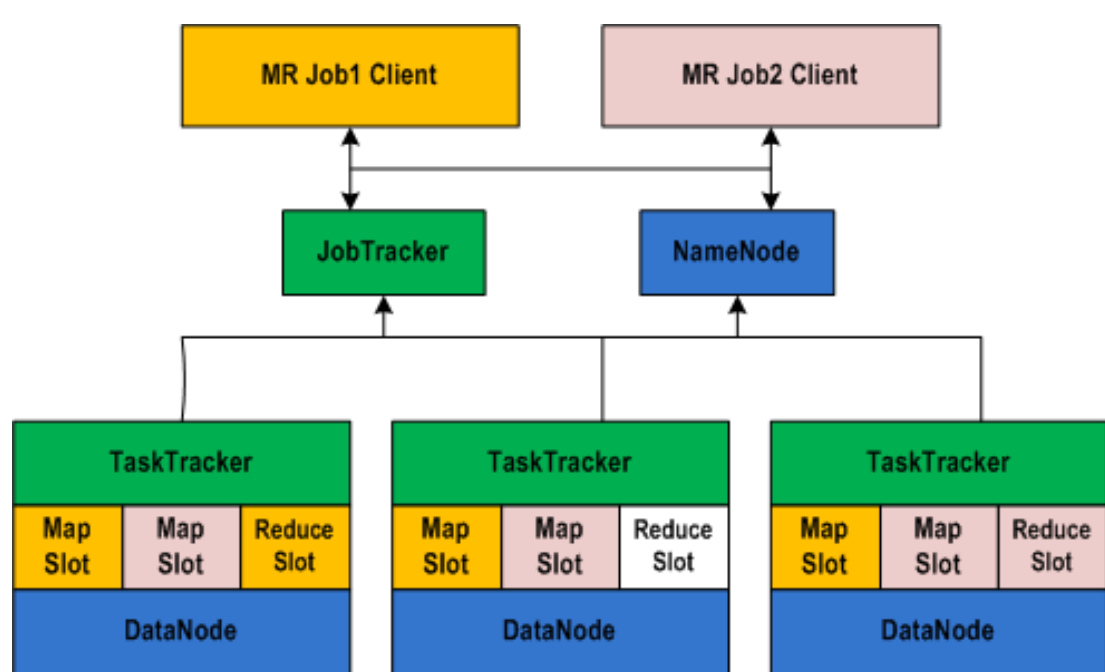 MR Job1 Client
MR Job2 Client
JobTracker
NameNode
TaskTracker
Map
Slot
Map
Slot
Reduce
Slot
DataNode
TaskTracker
Map
Slot
Map
Slot
Reduce
Slot
DataNode
TaskTracker
Map
Slot
Map
Slot
Reduce
Slot
DataNode